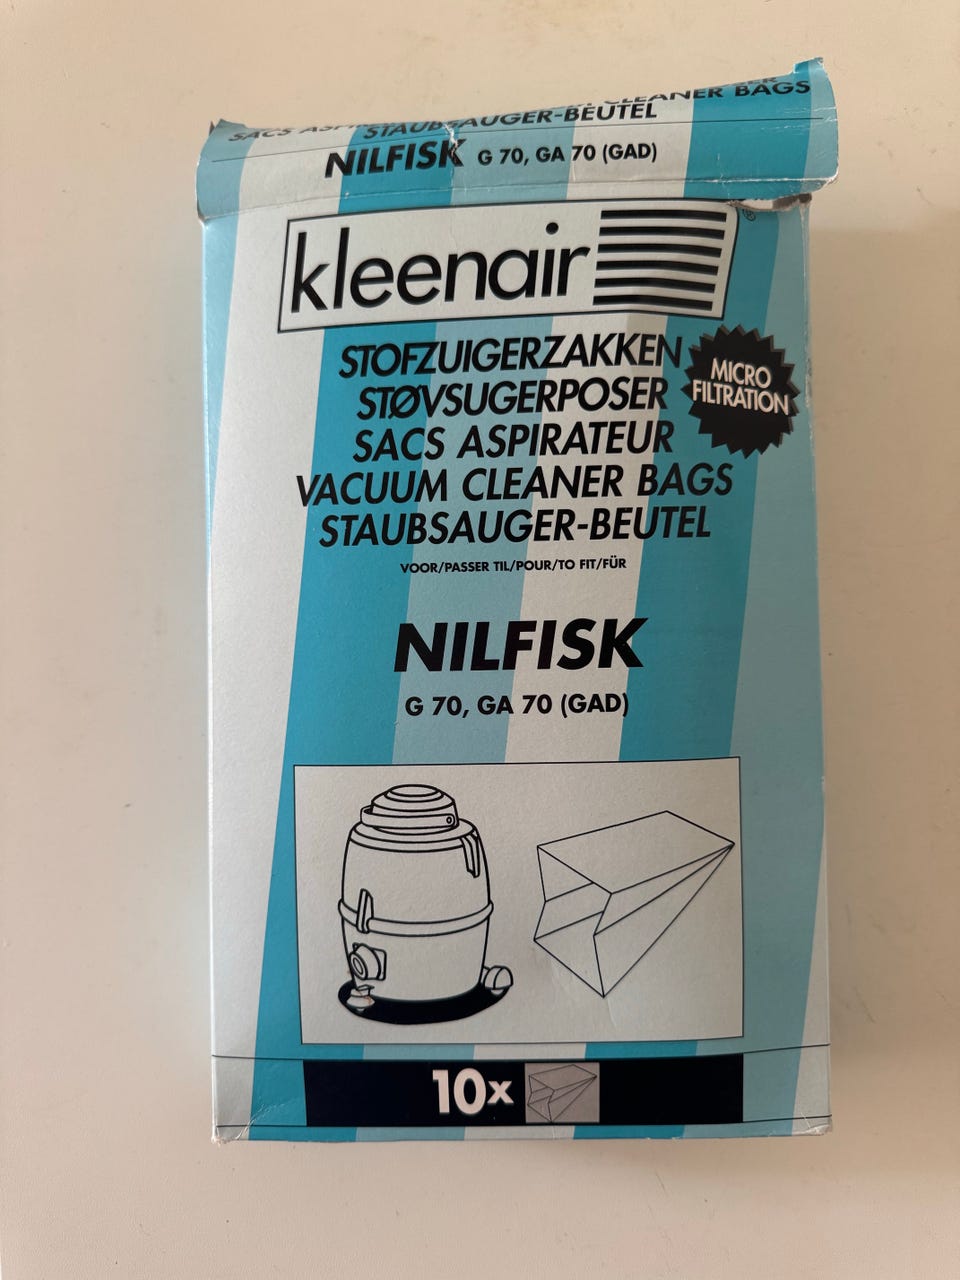 CLEANER BAGS
SACS
STAUBSAUGER-BEUTEL
NILFISK G 70, GA 70 (GAD)
kleenair ®
STOFZUIGERZAKKEN
STØVSUGERPOSER
SACS ASPIRATEUR
VACUUM CLEANER BAGS
STAUBSAUGER-BEUTEL
MICRO
FILTRATION
VOOR/PASSER TIL/POUR/TO FIT/FÜR
NILFISK
G 70, GA 70 (GAD)
10x